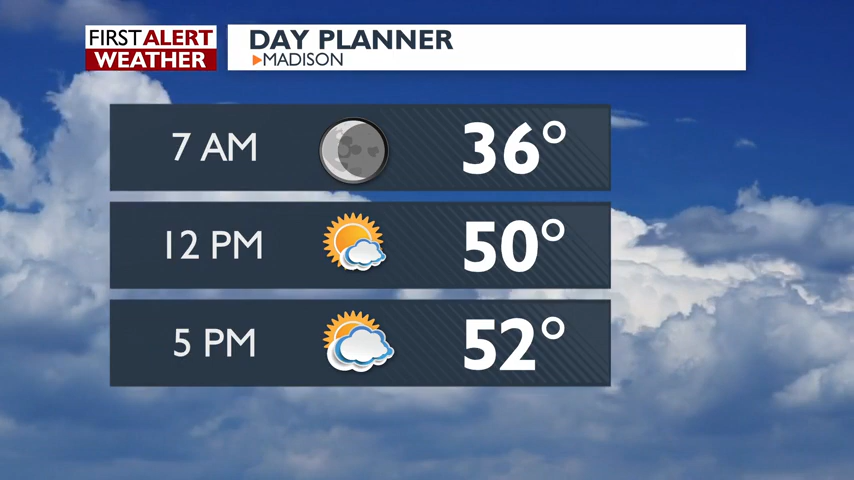 FIRST ALERT
WEATHER
DAY PLANNER
MADISON
7 AM
36°
12 PM
50°
5 PM
52°